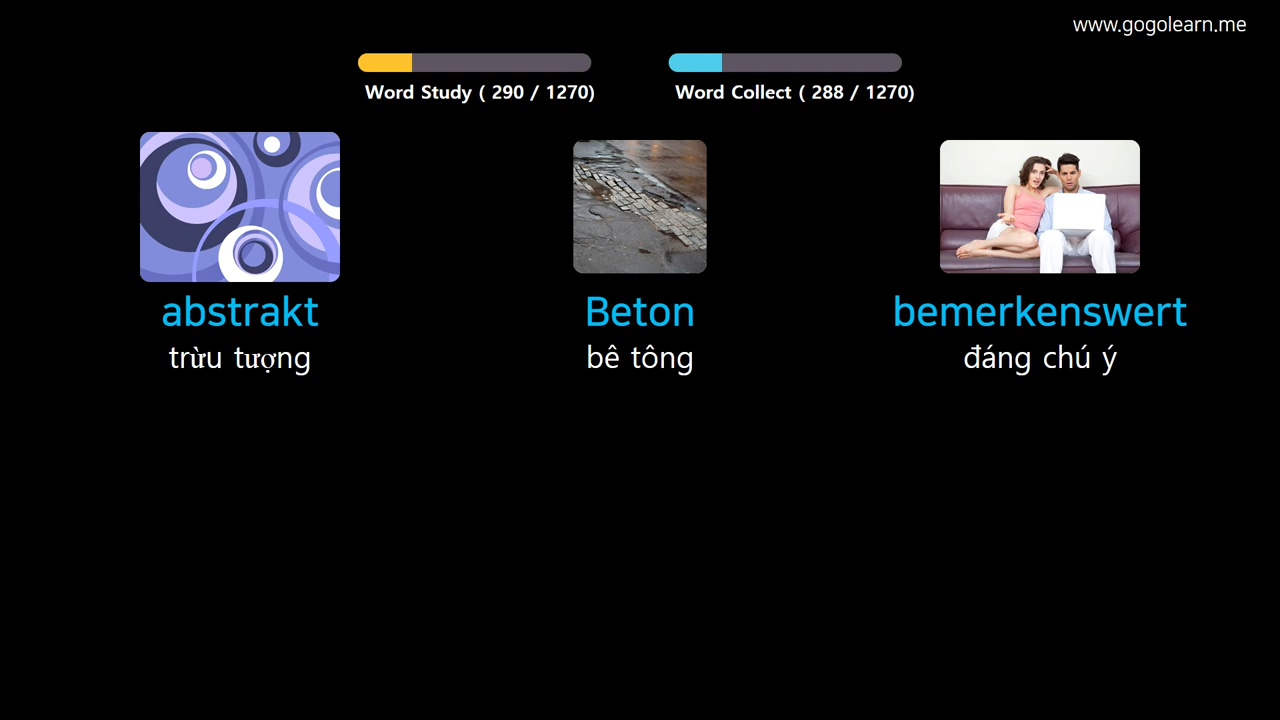 www.gogolearn.me
Word Study ( 290 / 1270)
Word Collect ( 288 / 1270)
abstrakt
trừu tượng
Beton
bê tông
bemerkenswert
đáng chú ý